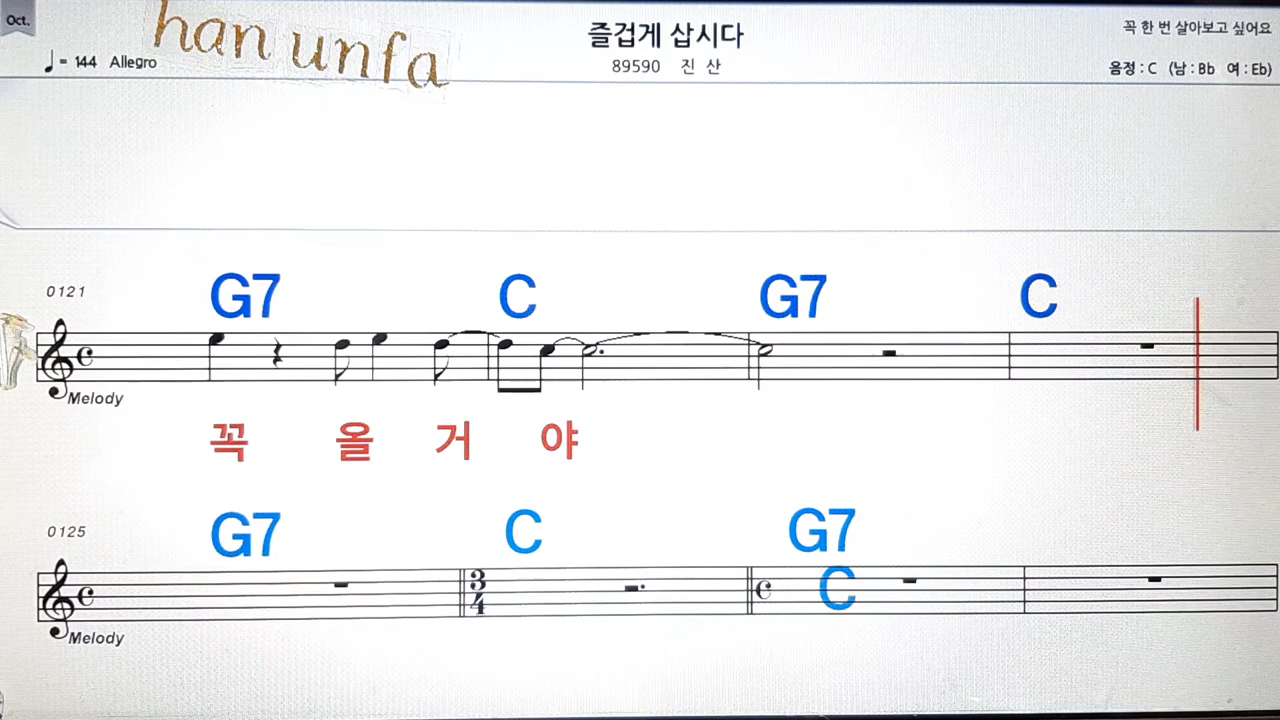 Oct.
han unfa
즐겁게 삽시다
꼭 한 번 살아보고 싶어요
♩= 144 Allegro
89590 진 산
음정 : C (남 : Bb 여 : Eb)
0121
G7 C G7 C
Melody
꼭 올 거 야
0125
G7 C G7
3
4
C
Melody